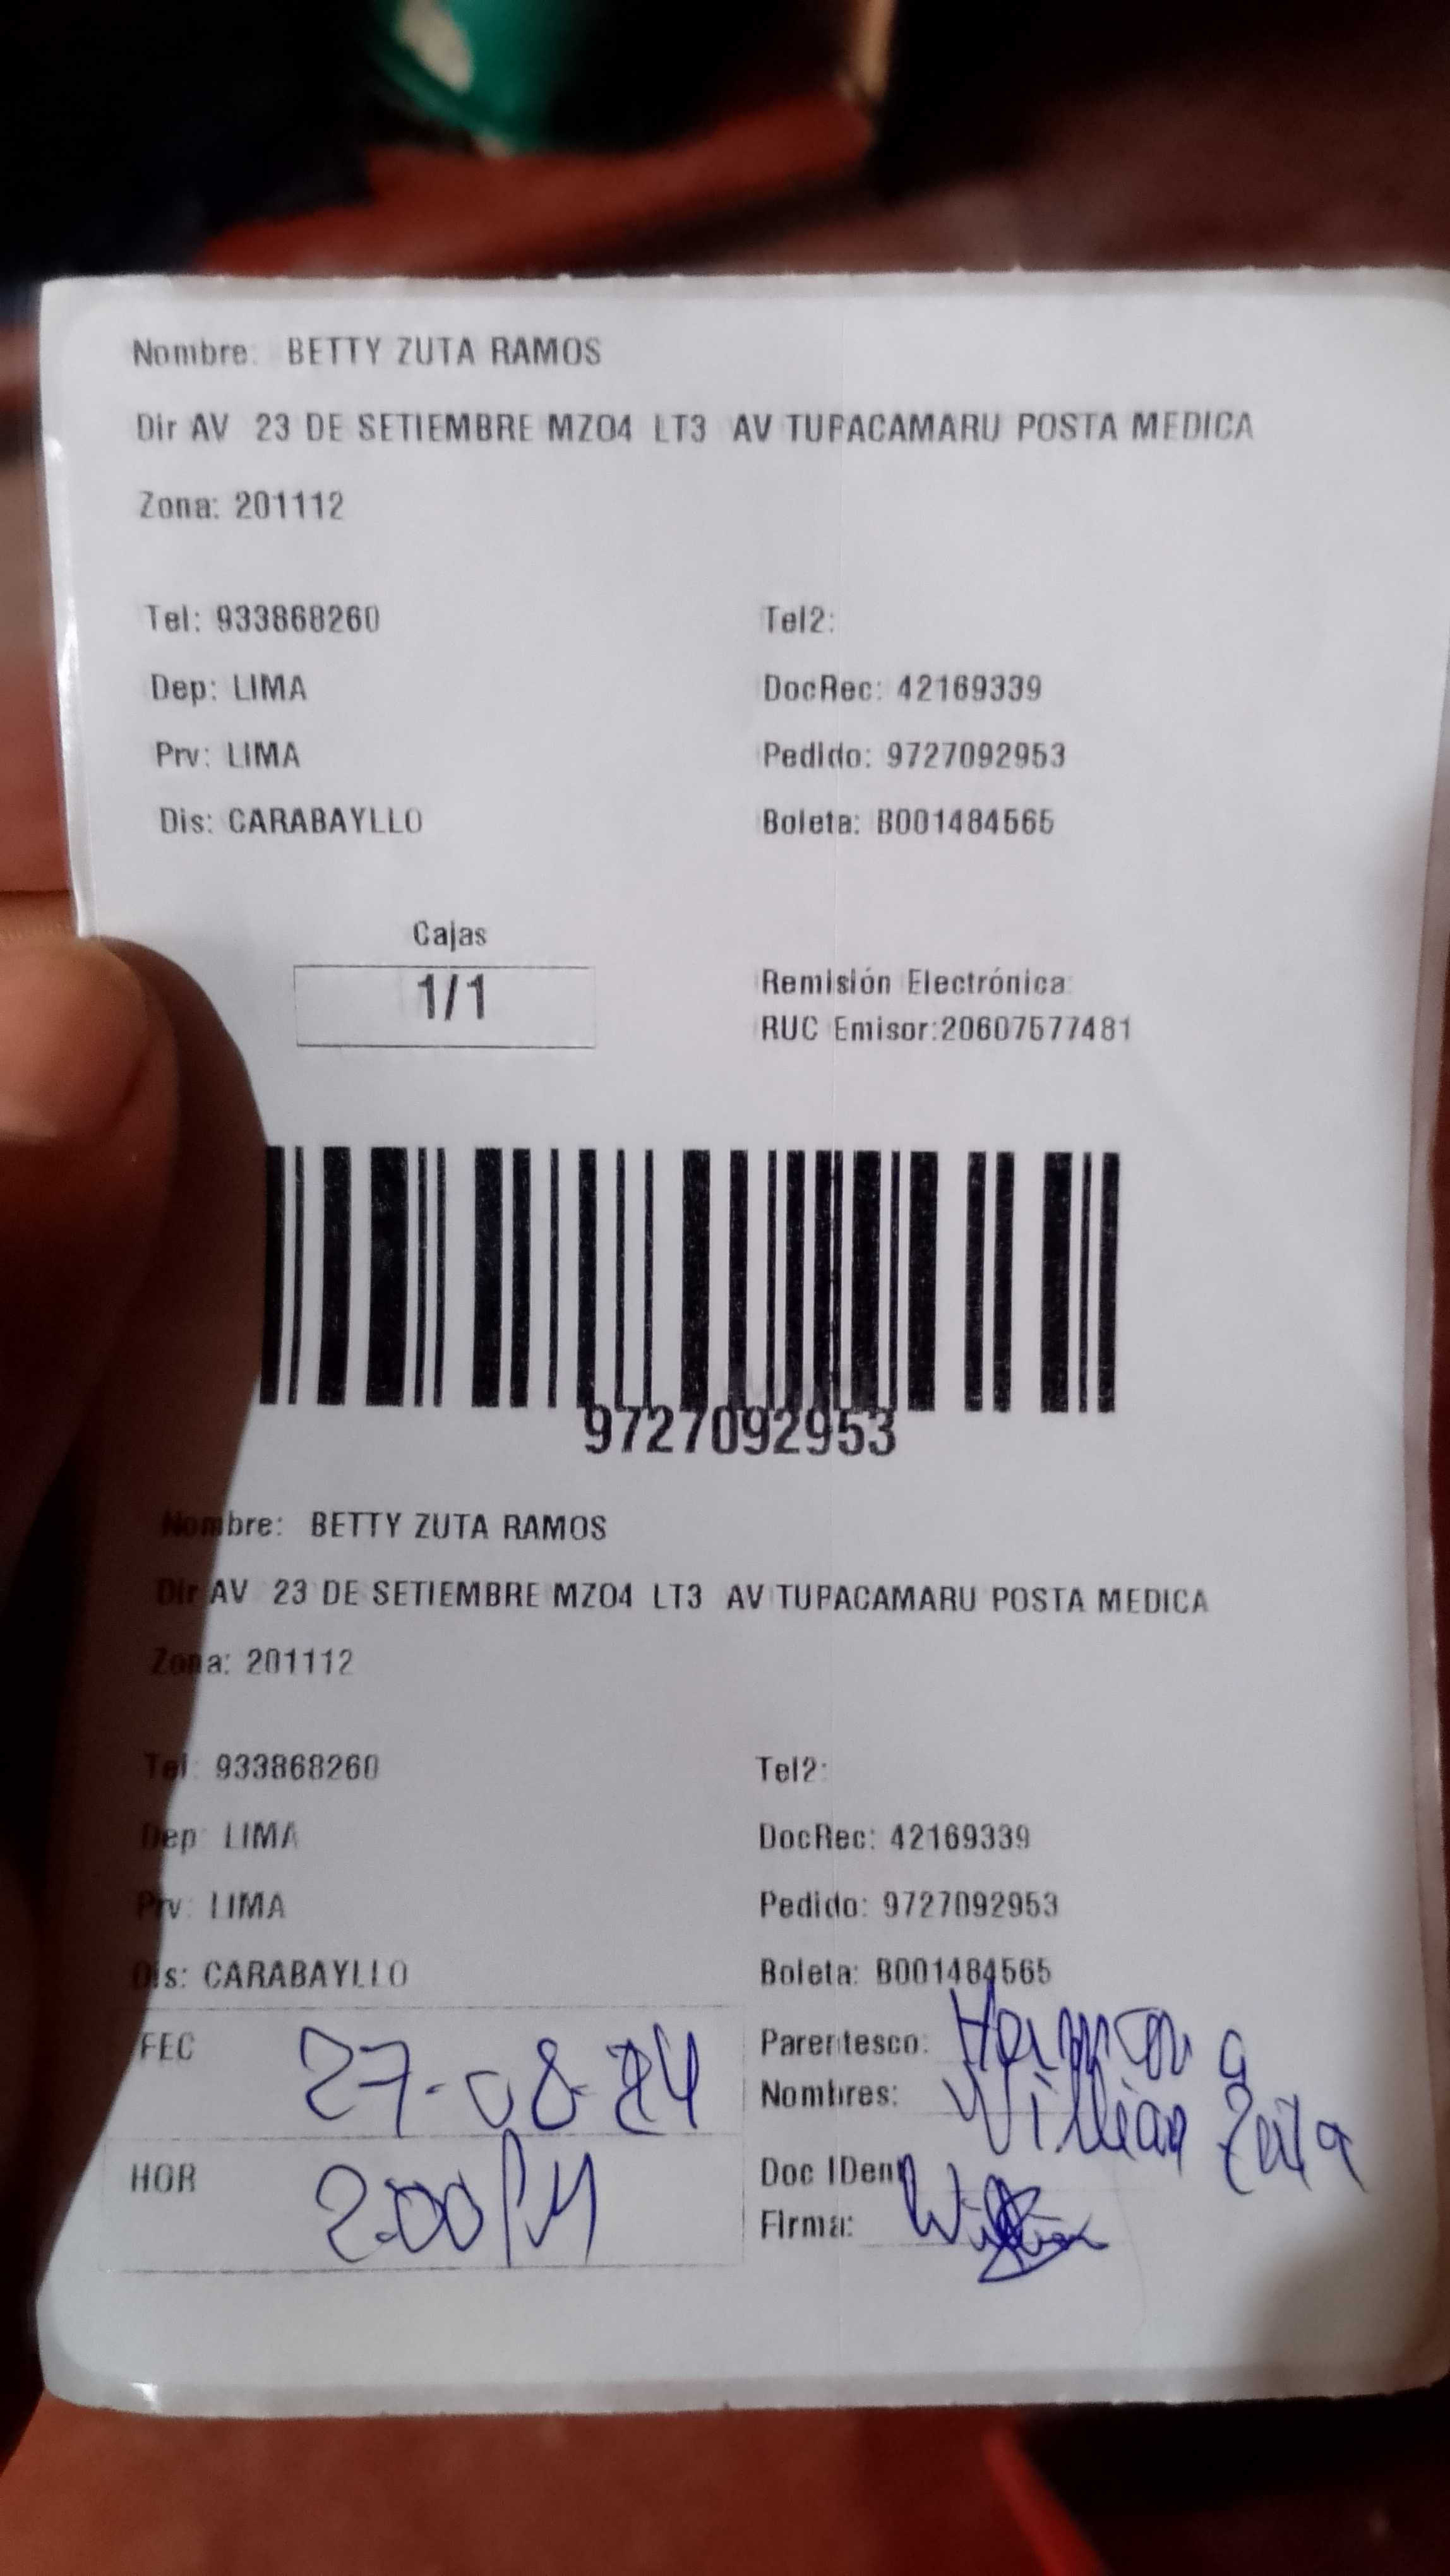 Nombre: BETTY ZUTA RAMOS
Dir AV 23 DE SETIEMBRE MZO4 LT3 AV TUPACAMARU POSTA MEDICA
Zona: 201112
Tel: 933868260 Tel2:
Dep: LIMA DocRec: 42169339
Prv: LIMA Pedido: 9727092953
Dis: CARABAYLLO Boleta: B001484565
Cajas
1/1
Remisión Electrónica
RUC Emisor:20607577481
9727092953
Nombre: BETTY ZUTA RAMOS
Dir AV 23 DE SETIEMBRE MZO4 LT3 AV TUPACAMARU POSTA MEDICA
Zona: 201112
Tel: 933868260 Tel2:
Dep: LIMA DocRec: 42169339
Prv: LIMA Pedido: 9727092953
Dis: CARABAYLLO Boleta: B001484565
FEC 27-08-24
Parentesco:
Nombres: Willian Zuta
HOR 2:00 PM
Doc IDent
Firma: